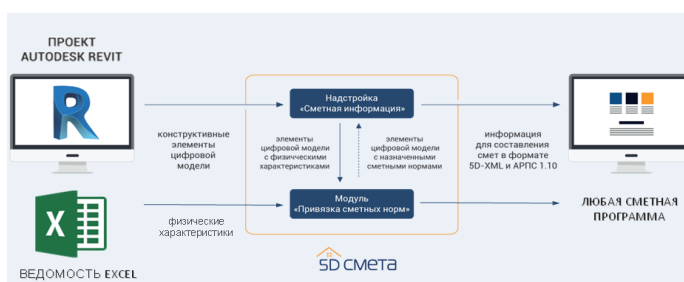 ПРОЕКТ
AUTODESK REVIT
R
конструктивные
элементы
цифровой
модели
Надстройка
«Сметная информация»
элементы
цифровой модели
с физическими
характеристиками
элементы
цифровой модели
с назначенными
сметными нормами
информация
для составления
смет в формате
5D-XML и АРПС 1.10
X
физические
характеристики
Модуль
«Привязка сметных норм»
ЛЮБАЯ СМЕТНАЯ
ПРОГРАММА
5D СМЕТА
ВЕДОМОСТЬ EXCEL